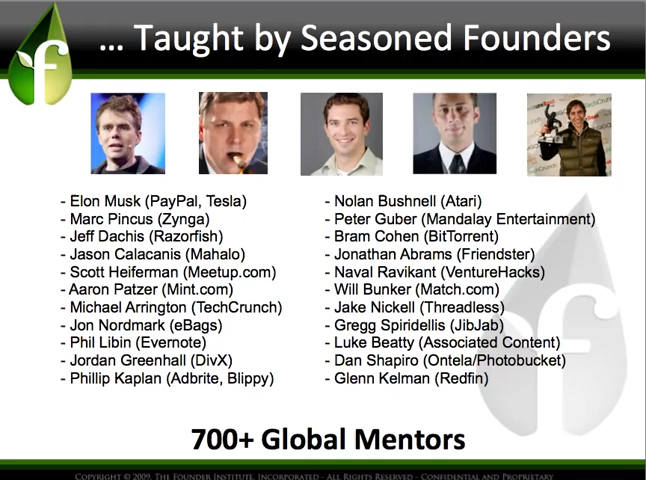 ... Taught by Seasoned Founders
- Elon Musk (PayPal, Tesla)
- Marc Pincus (Zynga)
- Jeff Dachis (Razorfish)
- Jason Calacanis (Mahalo)
- Scott Heiferman (Meetup.com)
- Aaron Patzer (Mint.com)
- Michael Arrington (TechCrunch)
- Jon Nordmark (eBags)
- Phil Libin (Evernote)
- Jordan Greenhall (DivX)
- Phillip Kaplan (Adbrite, Blippy)
- Nolan Bushnell (Atari)
- Peter Guber (Mandalay Entertainment)
- Bram Cohen (BitTorrent)
- Jonathan Abrams (Friendster)
- Naval Ravikant (VentureHacks)
- Will Bunker (Match.com)
- Jake Nickell (Threadless)
- Gregg Spiridellis (JibJab)
- Luke Beatty (Associated Content)
- Dan Shapiro (Ontela/Photobucket)
- Glenn Kelman (Redfin)
700+ Global Mentors
Copyright © 2009, The Founder Institute, Incorporated - All Rights Reserved - Confidential and Proprietary